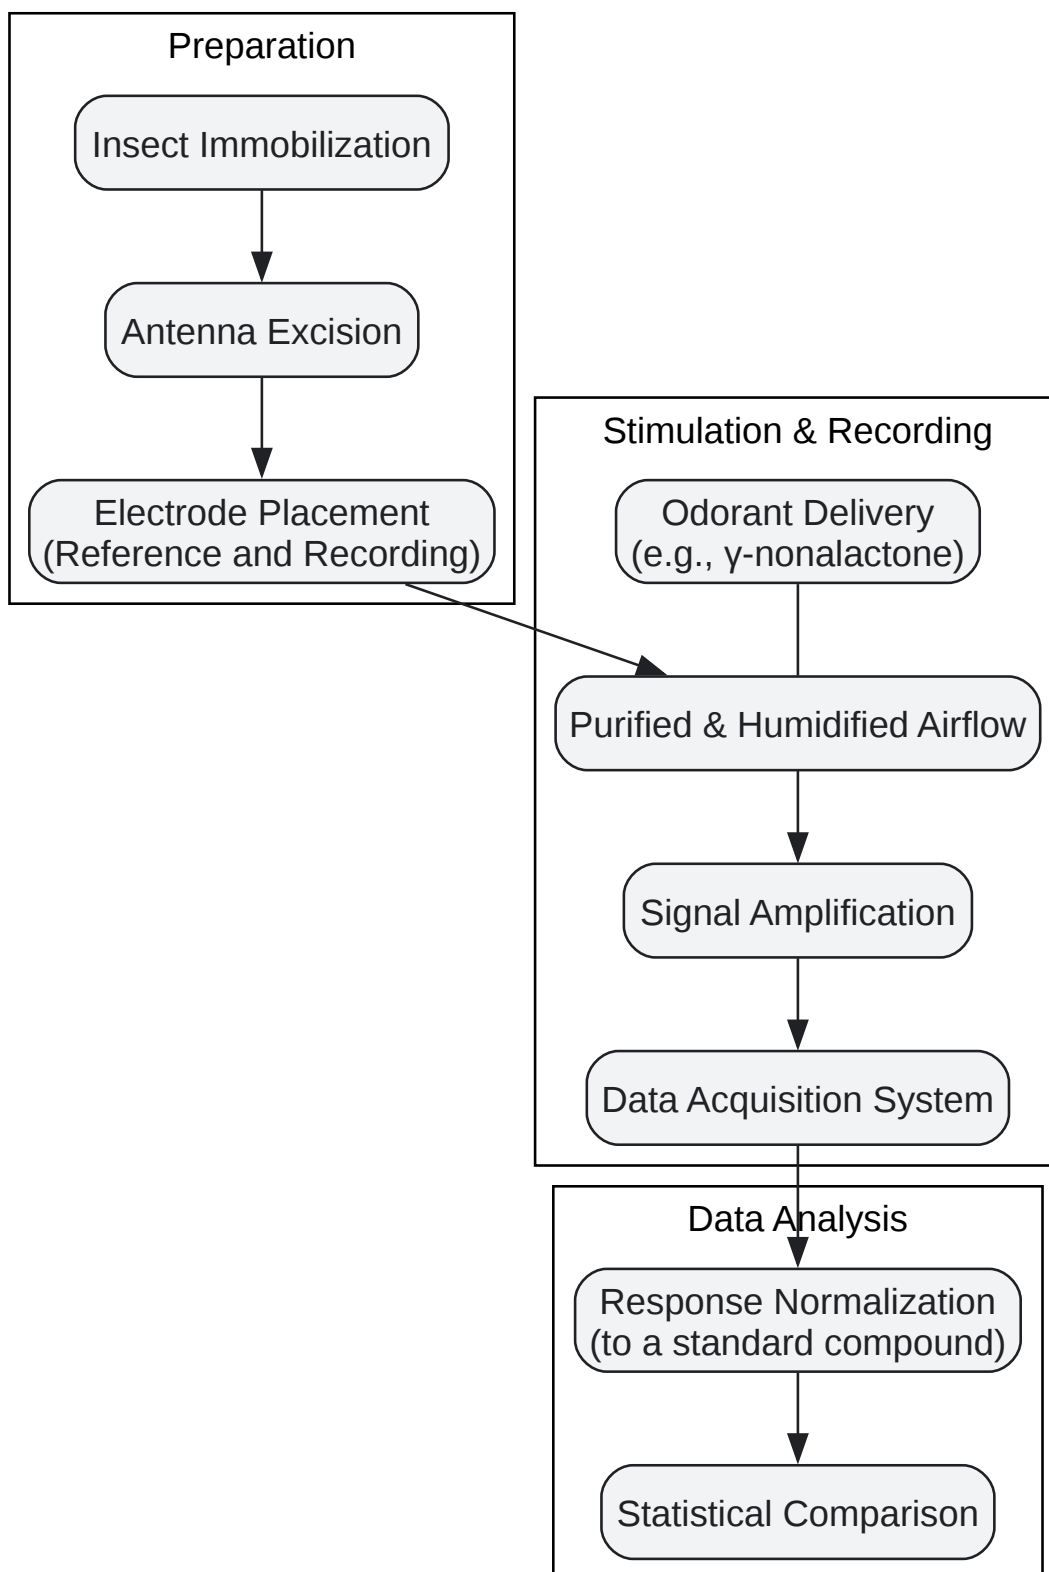 Preparation
Insect Immobilization
Antenna Excision
Electrode Placement
(Reference and Recording)
Stimulation & Recording
Odorant Delivery
(e.g., γ-nonalactone)
Purified & Humidified Airflow
Signal Amplification
Data Acquisition System
Data Analysis
Response Normalization
(to a standard compound)
Statistical Comparison